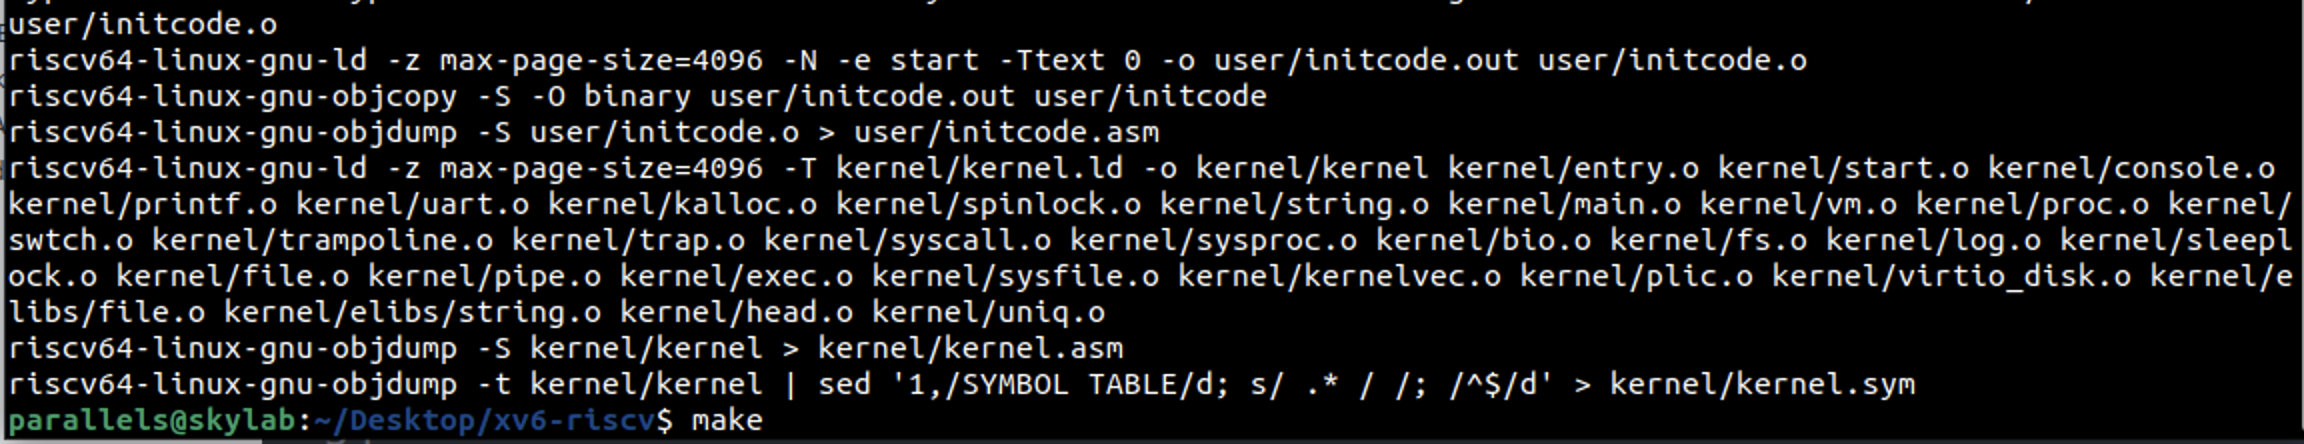 user/initcode.o
riscv64-linux-gnu-ld -z max-page-size=4096 -N -e start -Ttext 0 -o user/initcode.out user/initcode.o
riscv64-linux-gnu-objcopy -S -O binary user/initcode.out user/initcode
riscv64-linux-gnu-objdump -S user/initcode.o > user/initcode.asm
riscv64-linux-gnu-ld -z max-page-size=4096 -T kernel/kernel.ld -o kernel/kernel kernel/entry.o kernel/start.o kernel/console.o
kernel/printf.o kernel/uart.o kernel/kalloc.o kernel/spinlock.o kernel/string.o kernel/main.o kernel/vm.o kernel/proc.o kernel/
swtch.o kernel/trampoline.o kernel/trap.o kernel/syscall.o kernel/sysproc.o kernel/bio.o kernel/fs.o kernel/log.o kernel/sleepl
ock.o kernel/file.o kernel/pipe.o kernel/exec.o kernel/sysfile.o kernel/kernelvec.o kernel/plic.o kernel/virtio_disk.o kernel/e
libs/file.o kernel/elibs/string.o kernel/head.o kernel/uniq.o
riscv64-linux-gnu-objdump -S kernel/kernel > kernel/kernel.asm
riscv64-linux-gnu-objdump -t kernel/kernel | sed '1,/SYMBOL TABLE/d; s/ .* / /; /^$/d' > kernel/kernel.sym
parallels@skylab:~/Desktop/xv6-riscv$ make